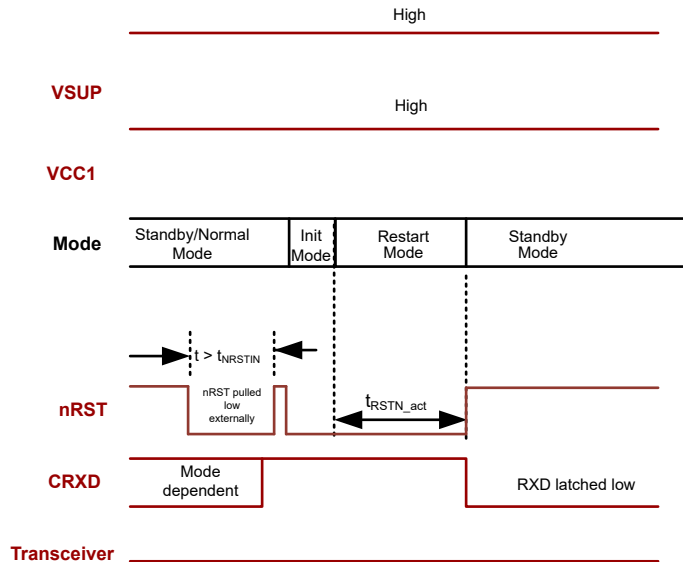 High
VSUP
High
VCC1
Mode
Standby/Normal
Mode
Init
Mode
Restart
Mode
Standby
Mode
t > tNRSTIN
nRST
nRST pulled
low
externally
tRSTN_act
CRXD
Mode
dependent
RXD latched low
Transceiver